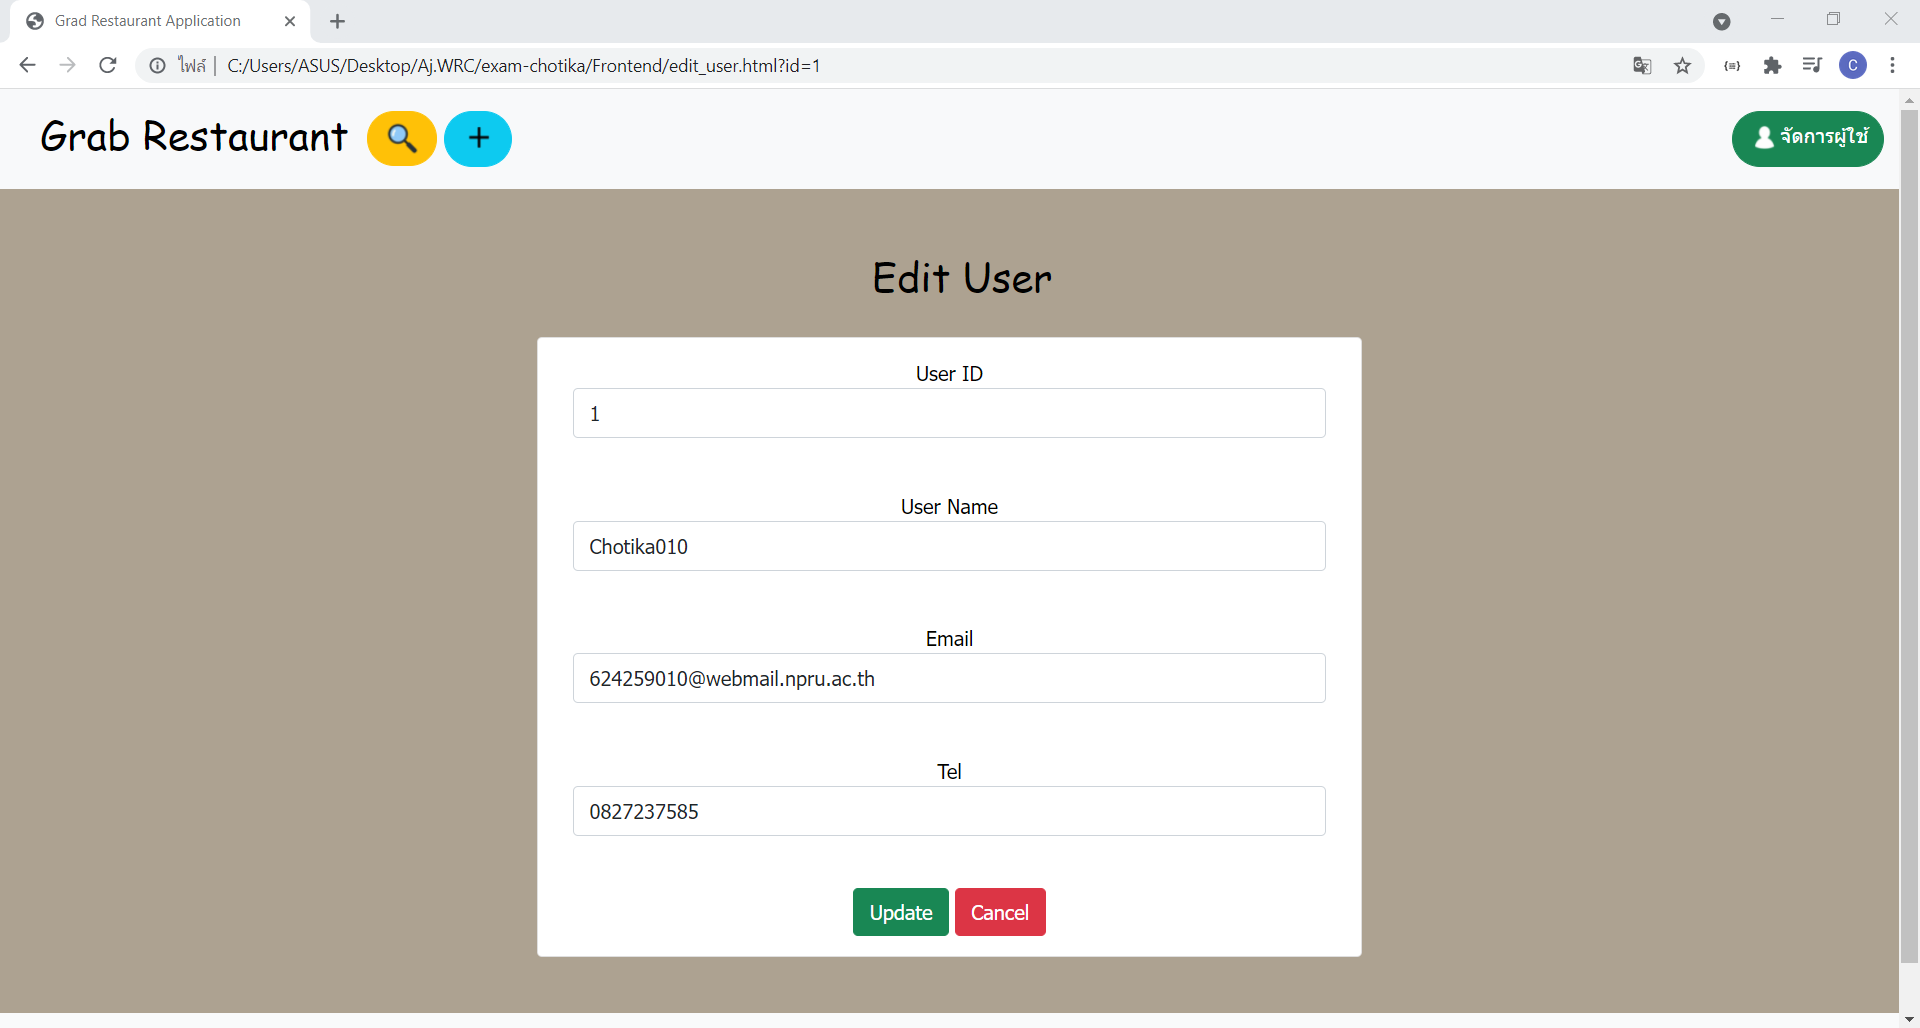 Grad Restaurant Application
ไฟล์ | C:/Users/ASUS/Desktop/Aj.WRC/exam-chotika/Frontend/edit_user.html?id=1
C
Grab Restaurant
+
จัดการผู้ใช้
Edit User
User ID
1
User Name
Chotika010
Email
624259010@webmail.npru.ac.th
Tel
0827237585
Update Cancel